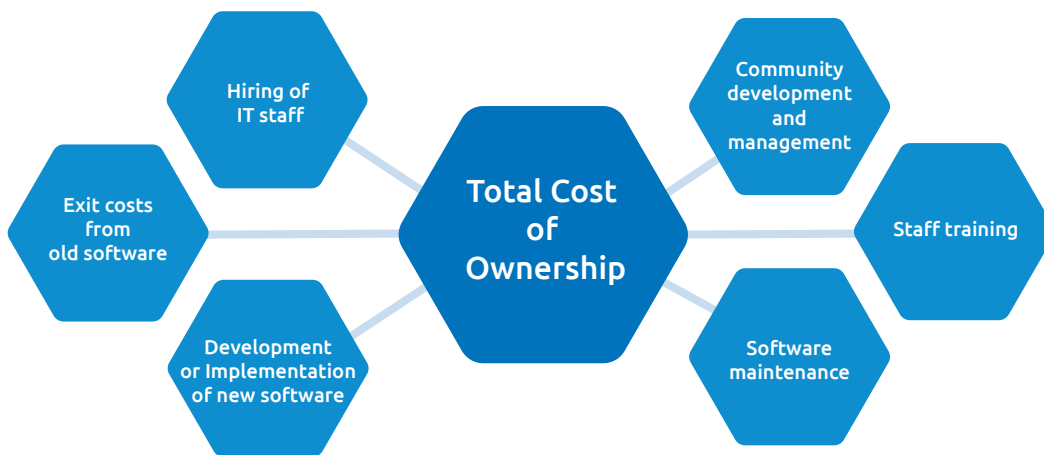 Hiring of
IT staff
Community
development
and
management
Exit costs
from
old software
Total Cost
of
Ownership
Staff training
Development
or Implementation
of new software
Software
maintenance